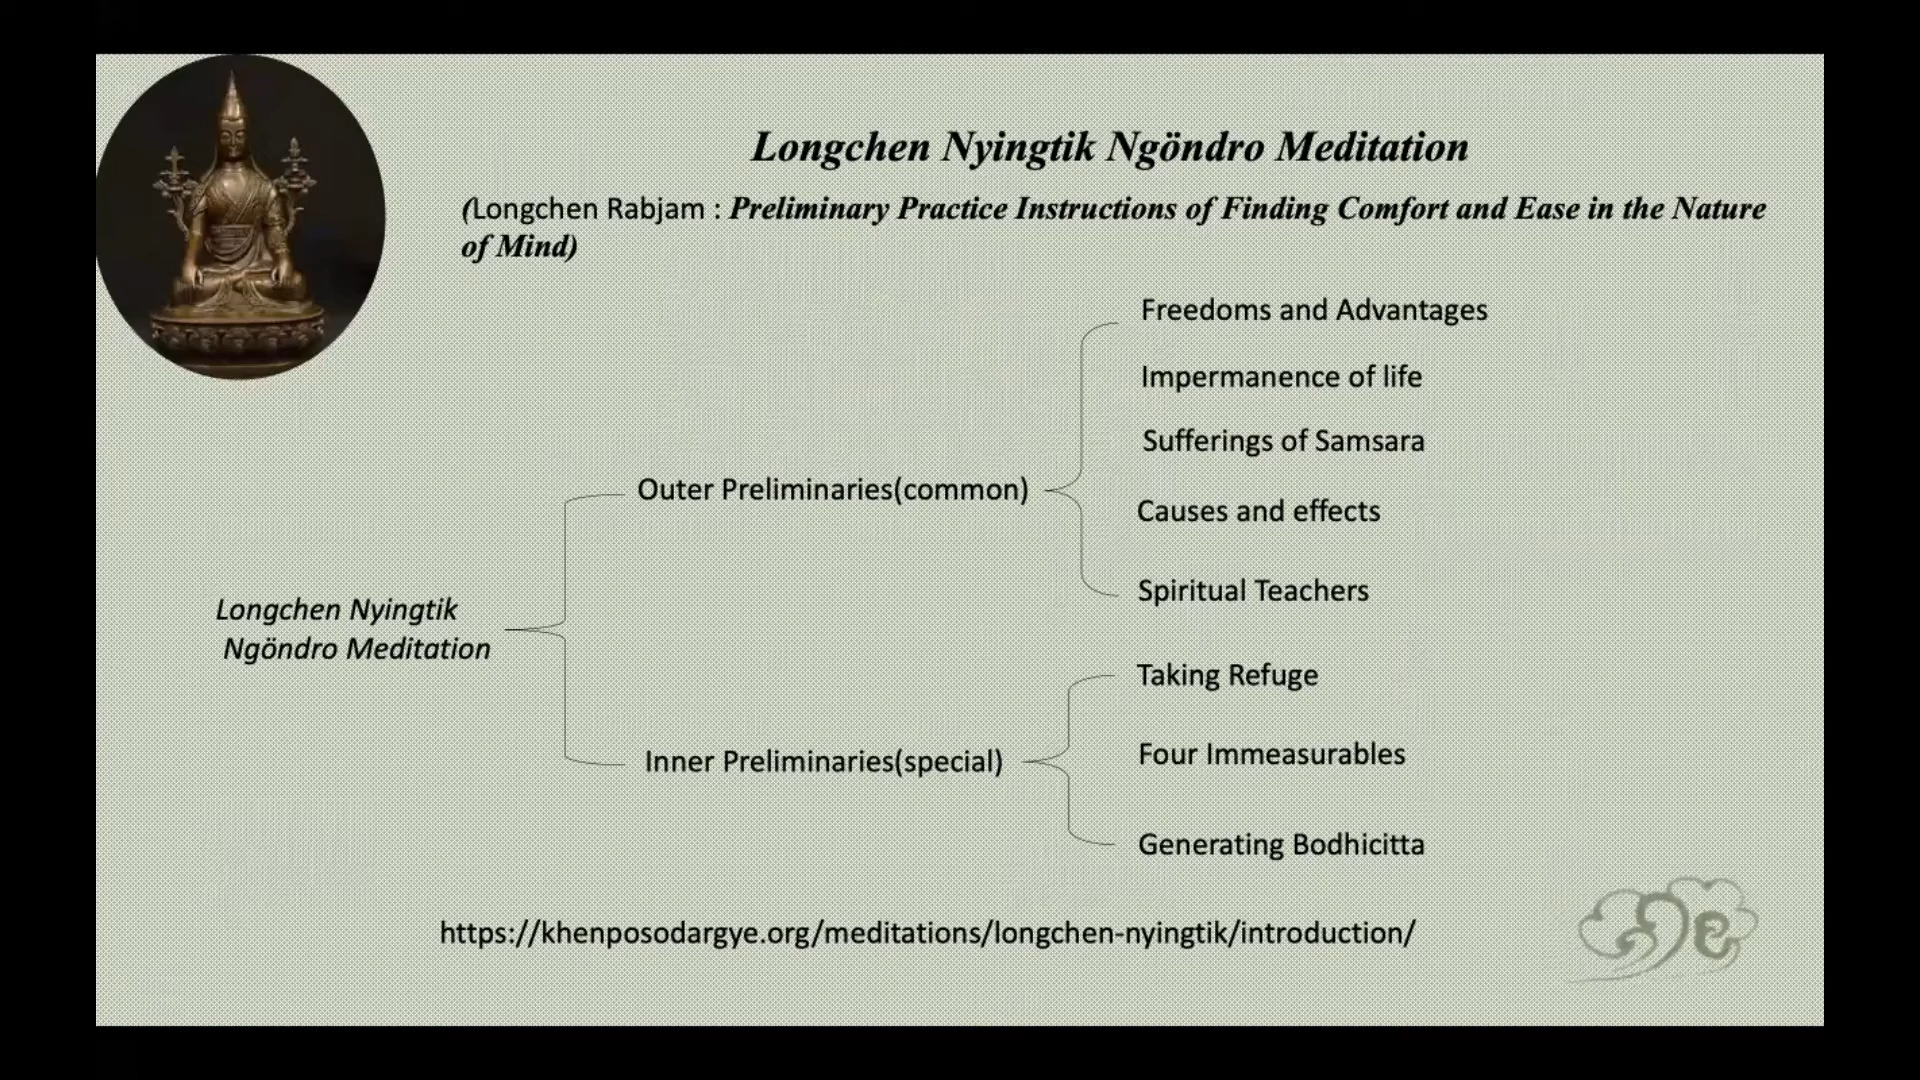 Longchen Nyingtik Ngöndro Meditation
(Longchen Rabjam : Preliminary Practice Instructions of Finding Comfort and Ease in the Nature
of Mind)
Freedoms and Advantages
Impermanence of life
Sufferings of Samsara
Outer Preliminaries(common)
Causes and effects
Spiritual Teachers
Longchen Nyingtik
Ngöndro Meditation
Taking Refuge
Four Immeasurables
Inner Preliminaries(special)
Generating Bodhicitta
https://khenposodargye.org/meditations/longchen-nyingtik/introduction/